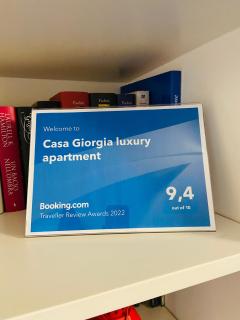 Welcome to
Casa Giorgia luxury
apartment
Booking.com
Traveller Review Awards 2022
9,4
out of 10